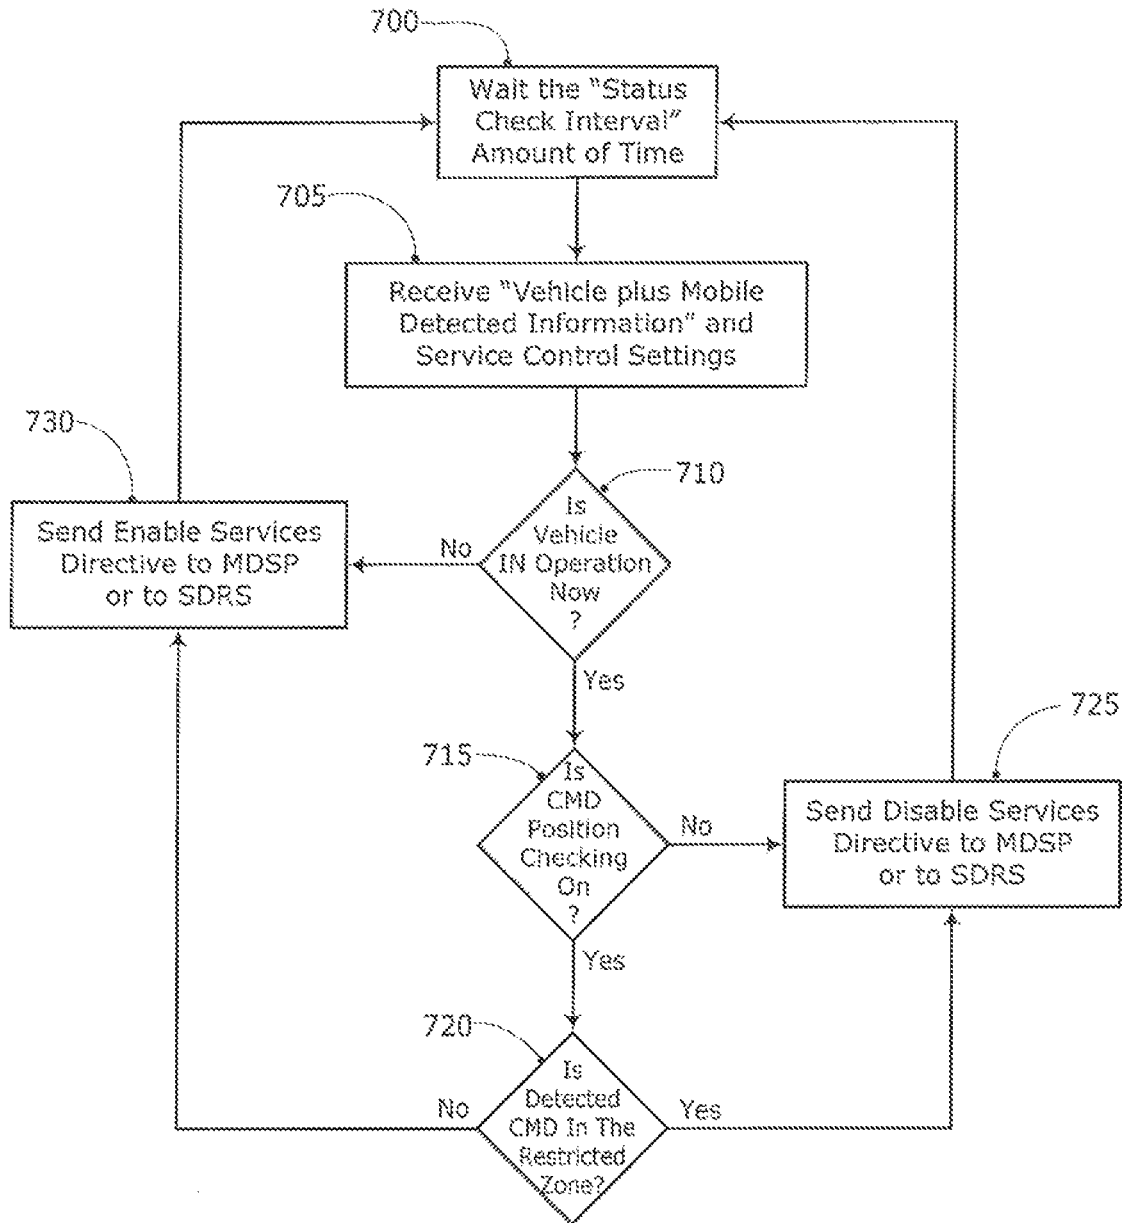 700
Wait the "Status
Check Interval"
Amount of Time
705
Receive "Vehicle plus Mobile
Detected Information" and
Service Control Settings
730
Send Enable Services
Directive to MDSP
or to SDRS
710
Is
Vehicle
IN Operation
Now
?
No
Yes
715
Is
CMD
Position
Checking
On
?
No
Yes
725
Send Disable Services
Directive to MDSP
or to SDRS
720
Is
Detected
CMD In The
Restricted
Zone?
No
Yes